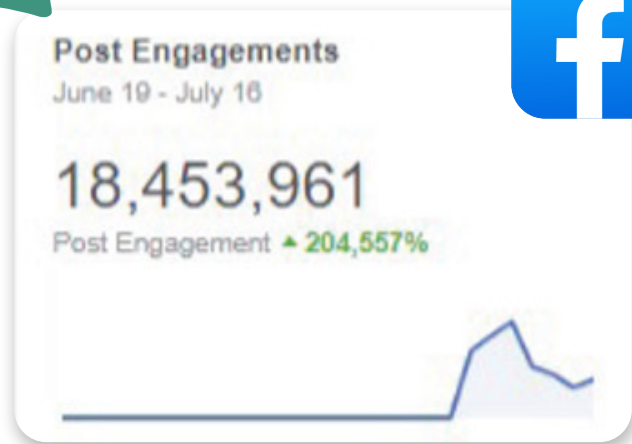 Post Engagements
June 19 - July 16
18,453,961
Post Engagement ▲ 204,557%